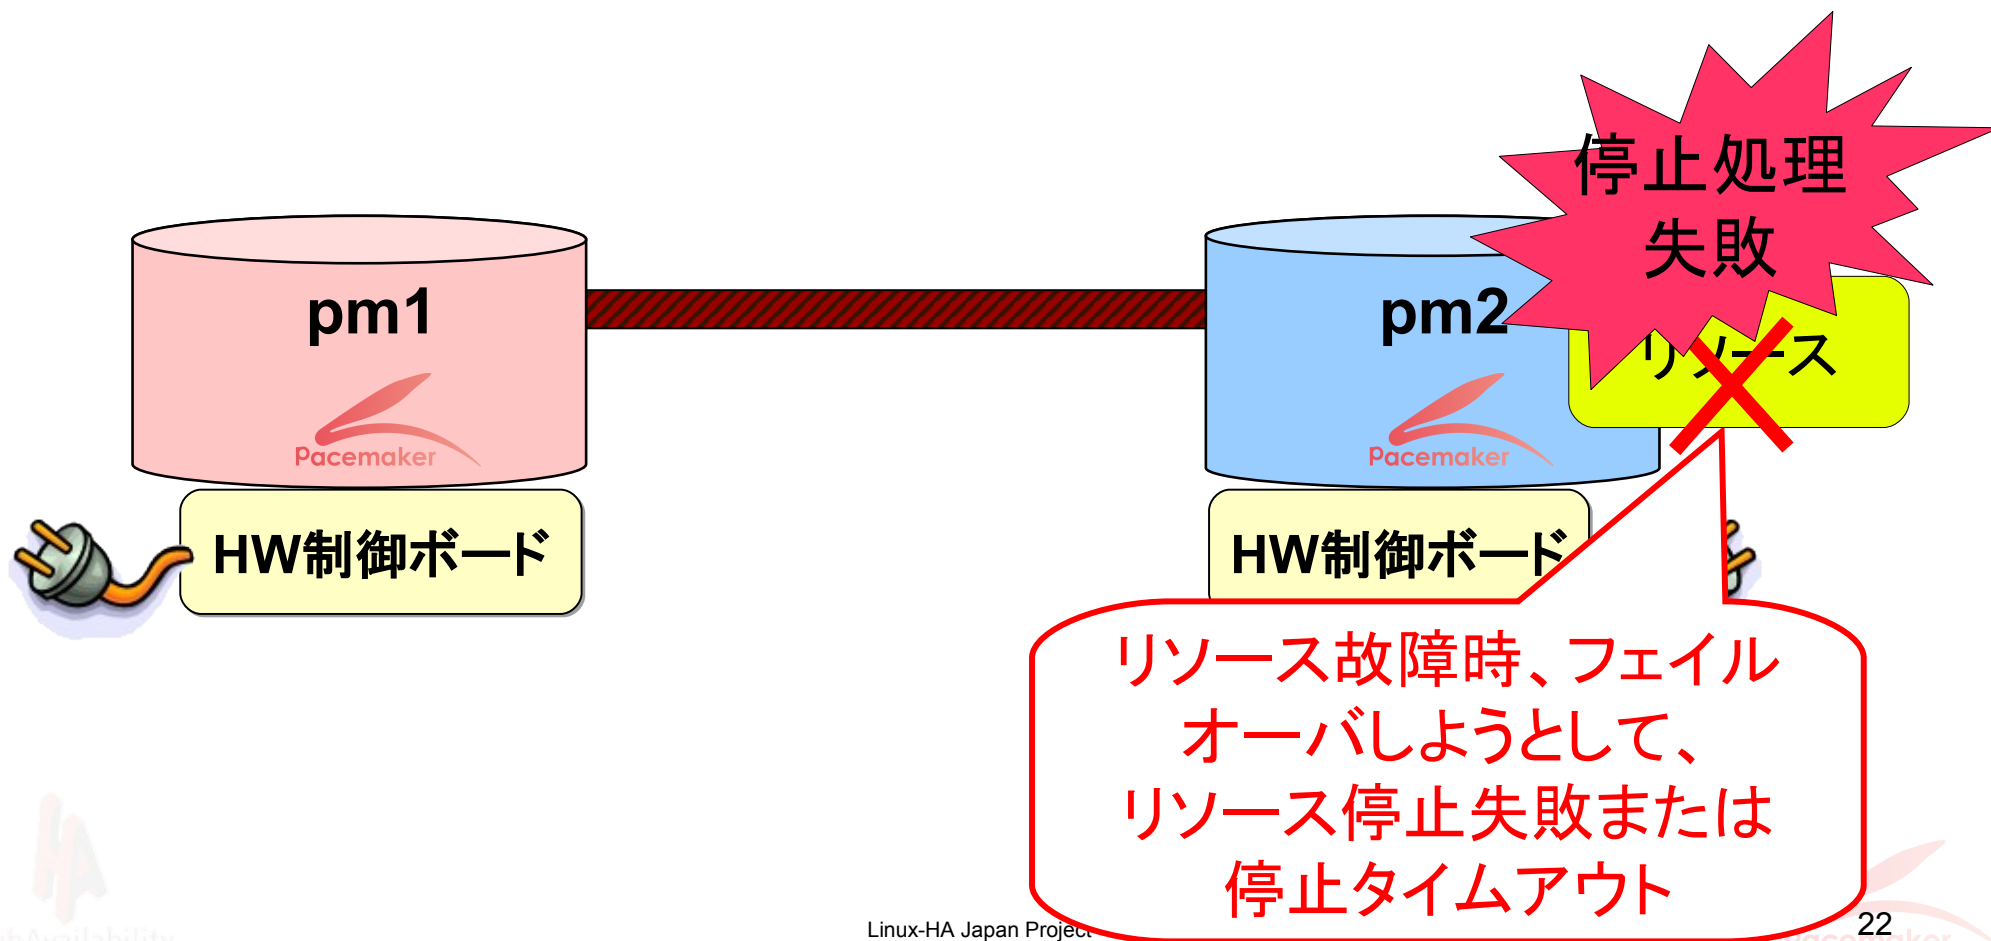 停止処理
失敗
pm1
pm2
リソース
Pacemaker
Pacemaker
HW制御ボード
HW制御ボード
リソース故障時、フェイル
オーバしようとして、
リソース停止失敗または
停止タイムアウト
Linux-HA Japan Project
22